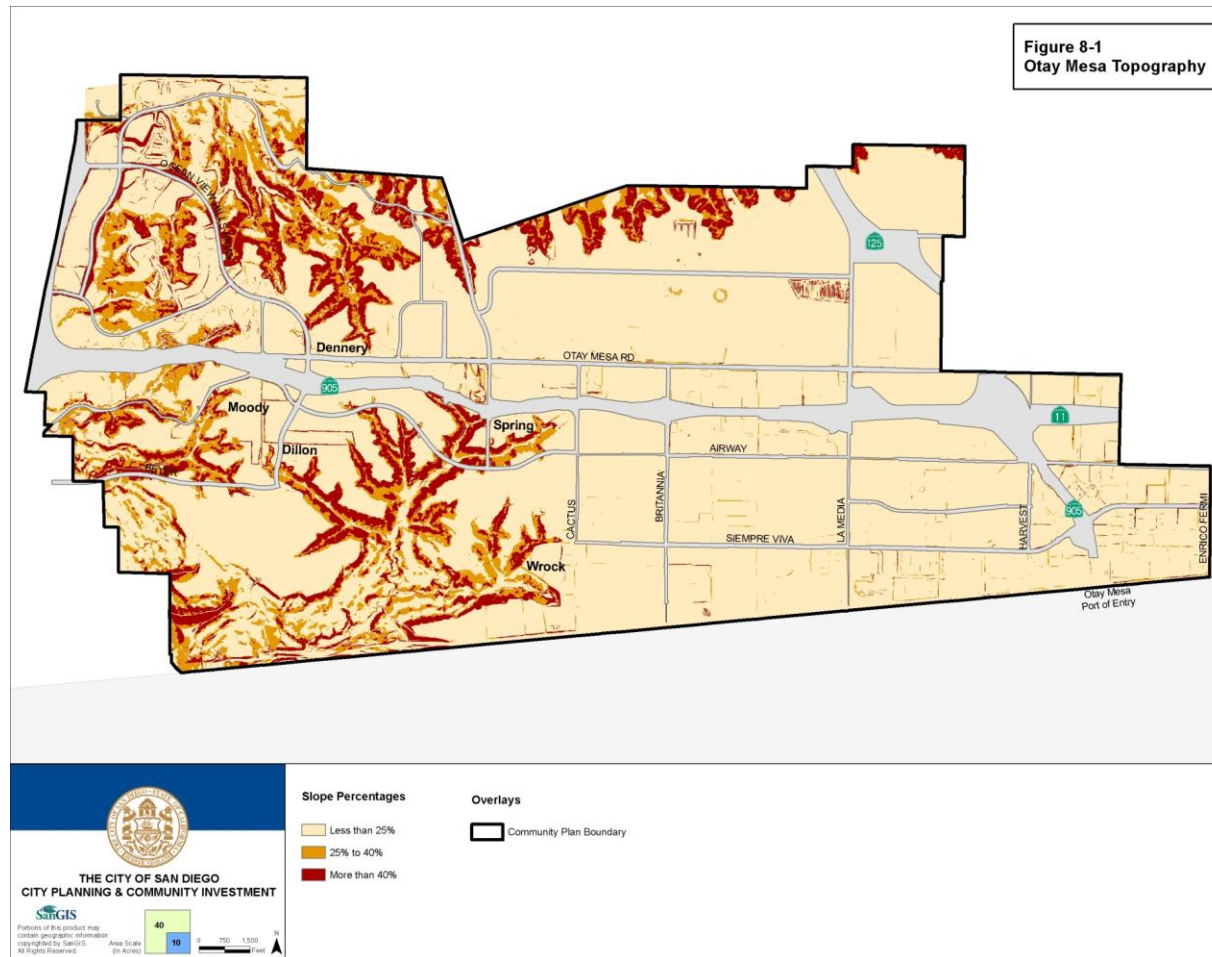 Figure 8-1
Otay Mesa Topography
125
OCEAN VIEW HILLS
Dennery
OTAY MESA RD
905
11
Moody
Spring
Dillon
AIRWAY
BEYER
CACTUS
BRITANNIA
LA MEDIA
HARVEST
905
ENRICO FERMI
SIEMPRE VIVA
Wrock
Otay Mesa
Port of Entry
THE CITY OF SAN DIEGO
CITY PLANNING & COMMUNITY INVESTMENT
SanGIS
Portions of this product may
contain geographic information
copyrighted by SanGIS.
All Rights Reserved.
Area Scale
(In Acres)
40
10
0 750 1,500
Feet
N
Slope Percentages
Less than 25%
25% to 40%
More than 40%
Overlays
Community Plan Boundary